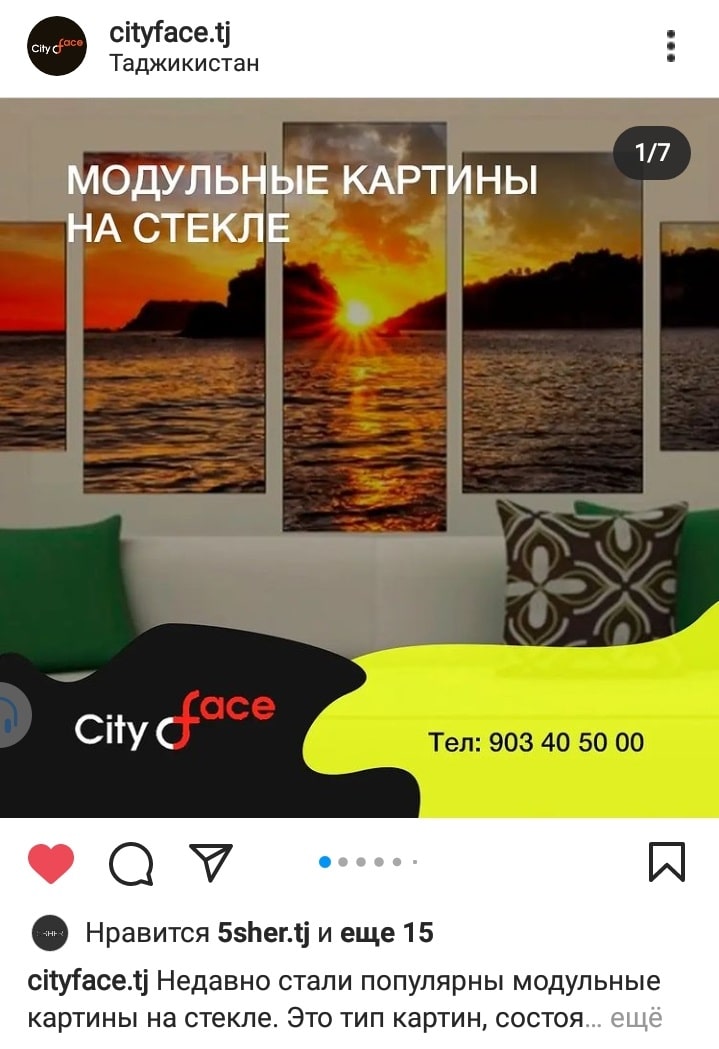 City face
cityface.tj
Таджикистан
1/7
МОДУЛЬНЫЕ КАРТИНЫ
НА СТЕКЛЕ
City face
Тел: 903 40 50 00
Нравится 5sher.tj и еще 15
cityface.tj Недавно стали популярны модульные
картины на стекле. Это тип картин, состоя... ещё